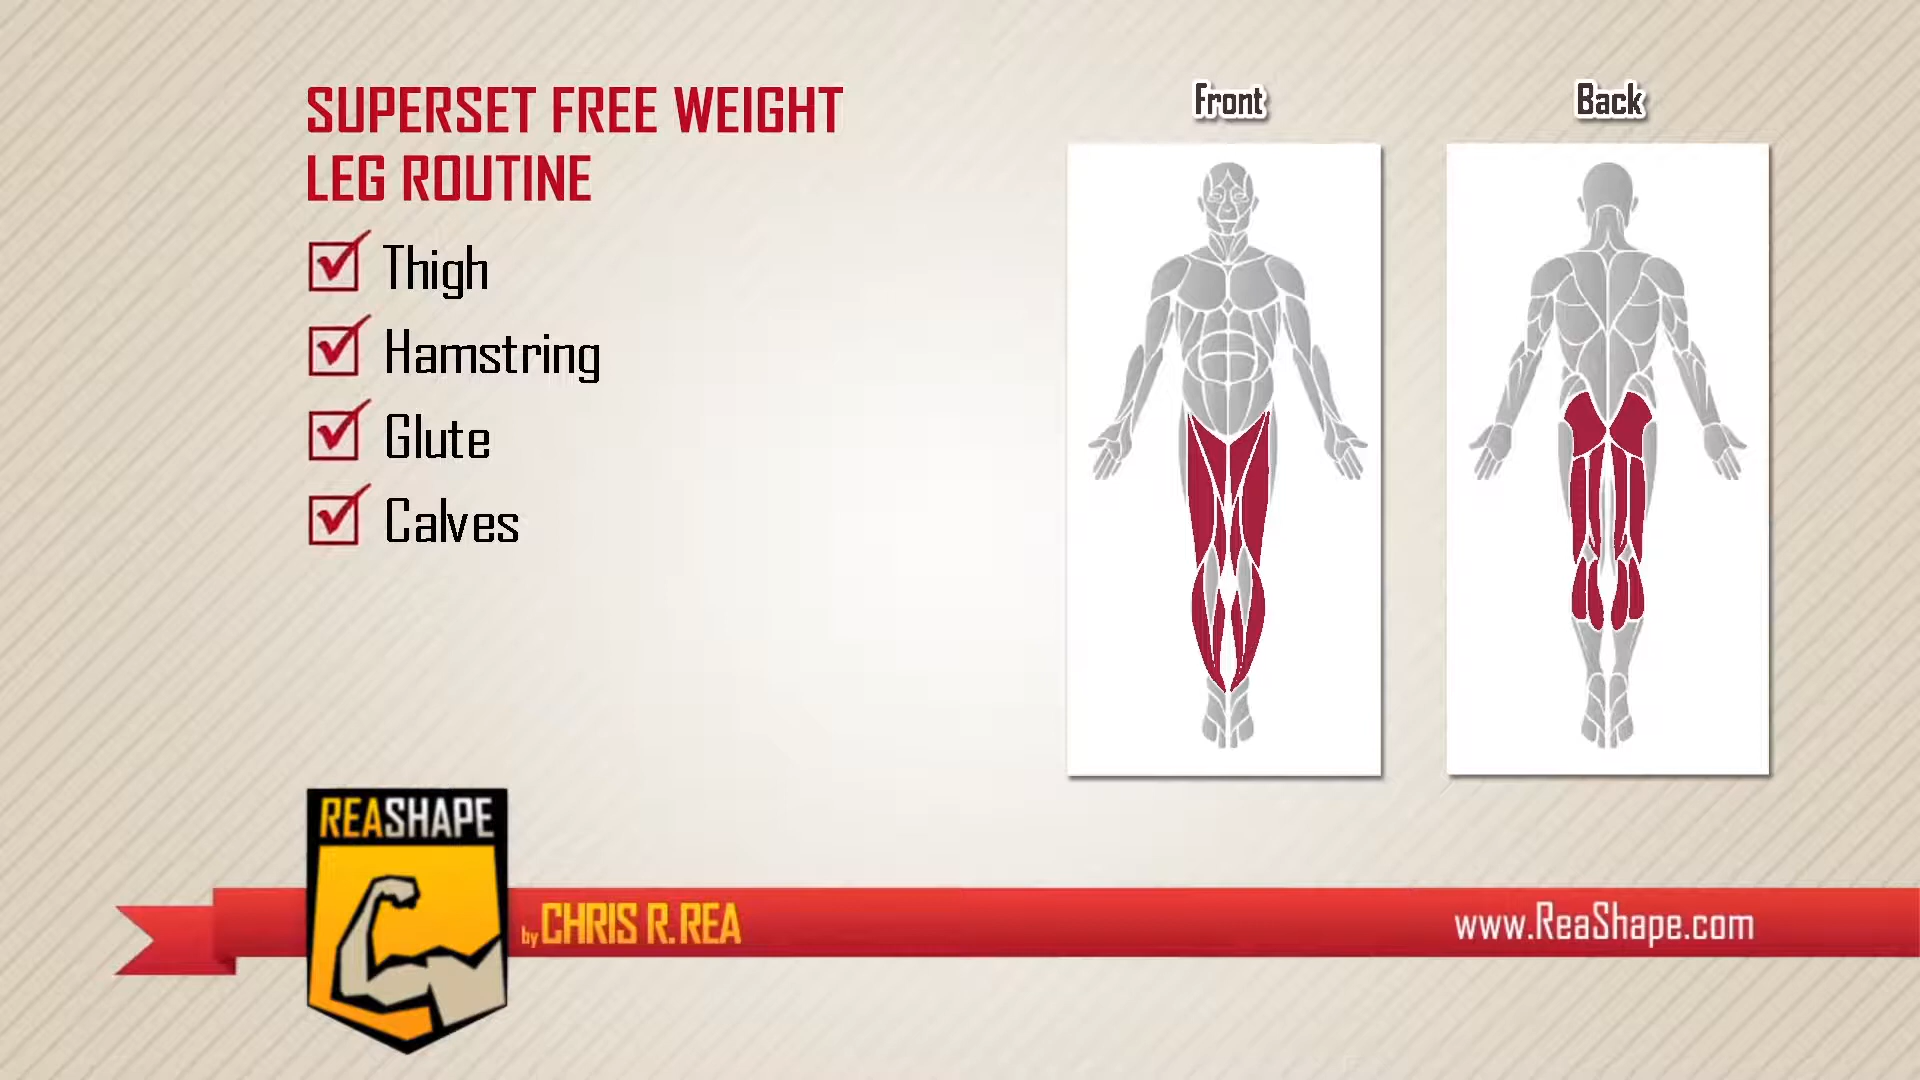 SUPERSET FREE WEIGHT
LEG ROUTINE
Thigh
Hamstring
Glute
Calves
Front
Back
REASHAPE
by CHRIS R. REA
www.ReaShape.com